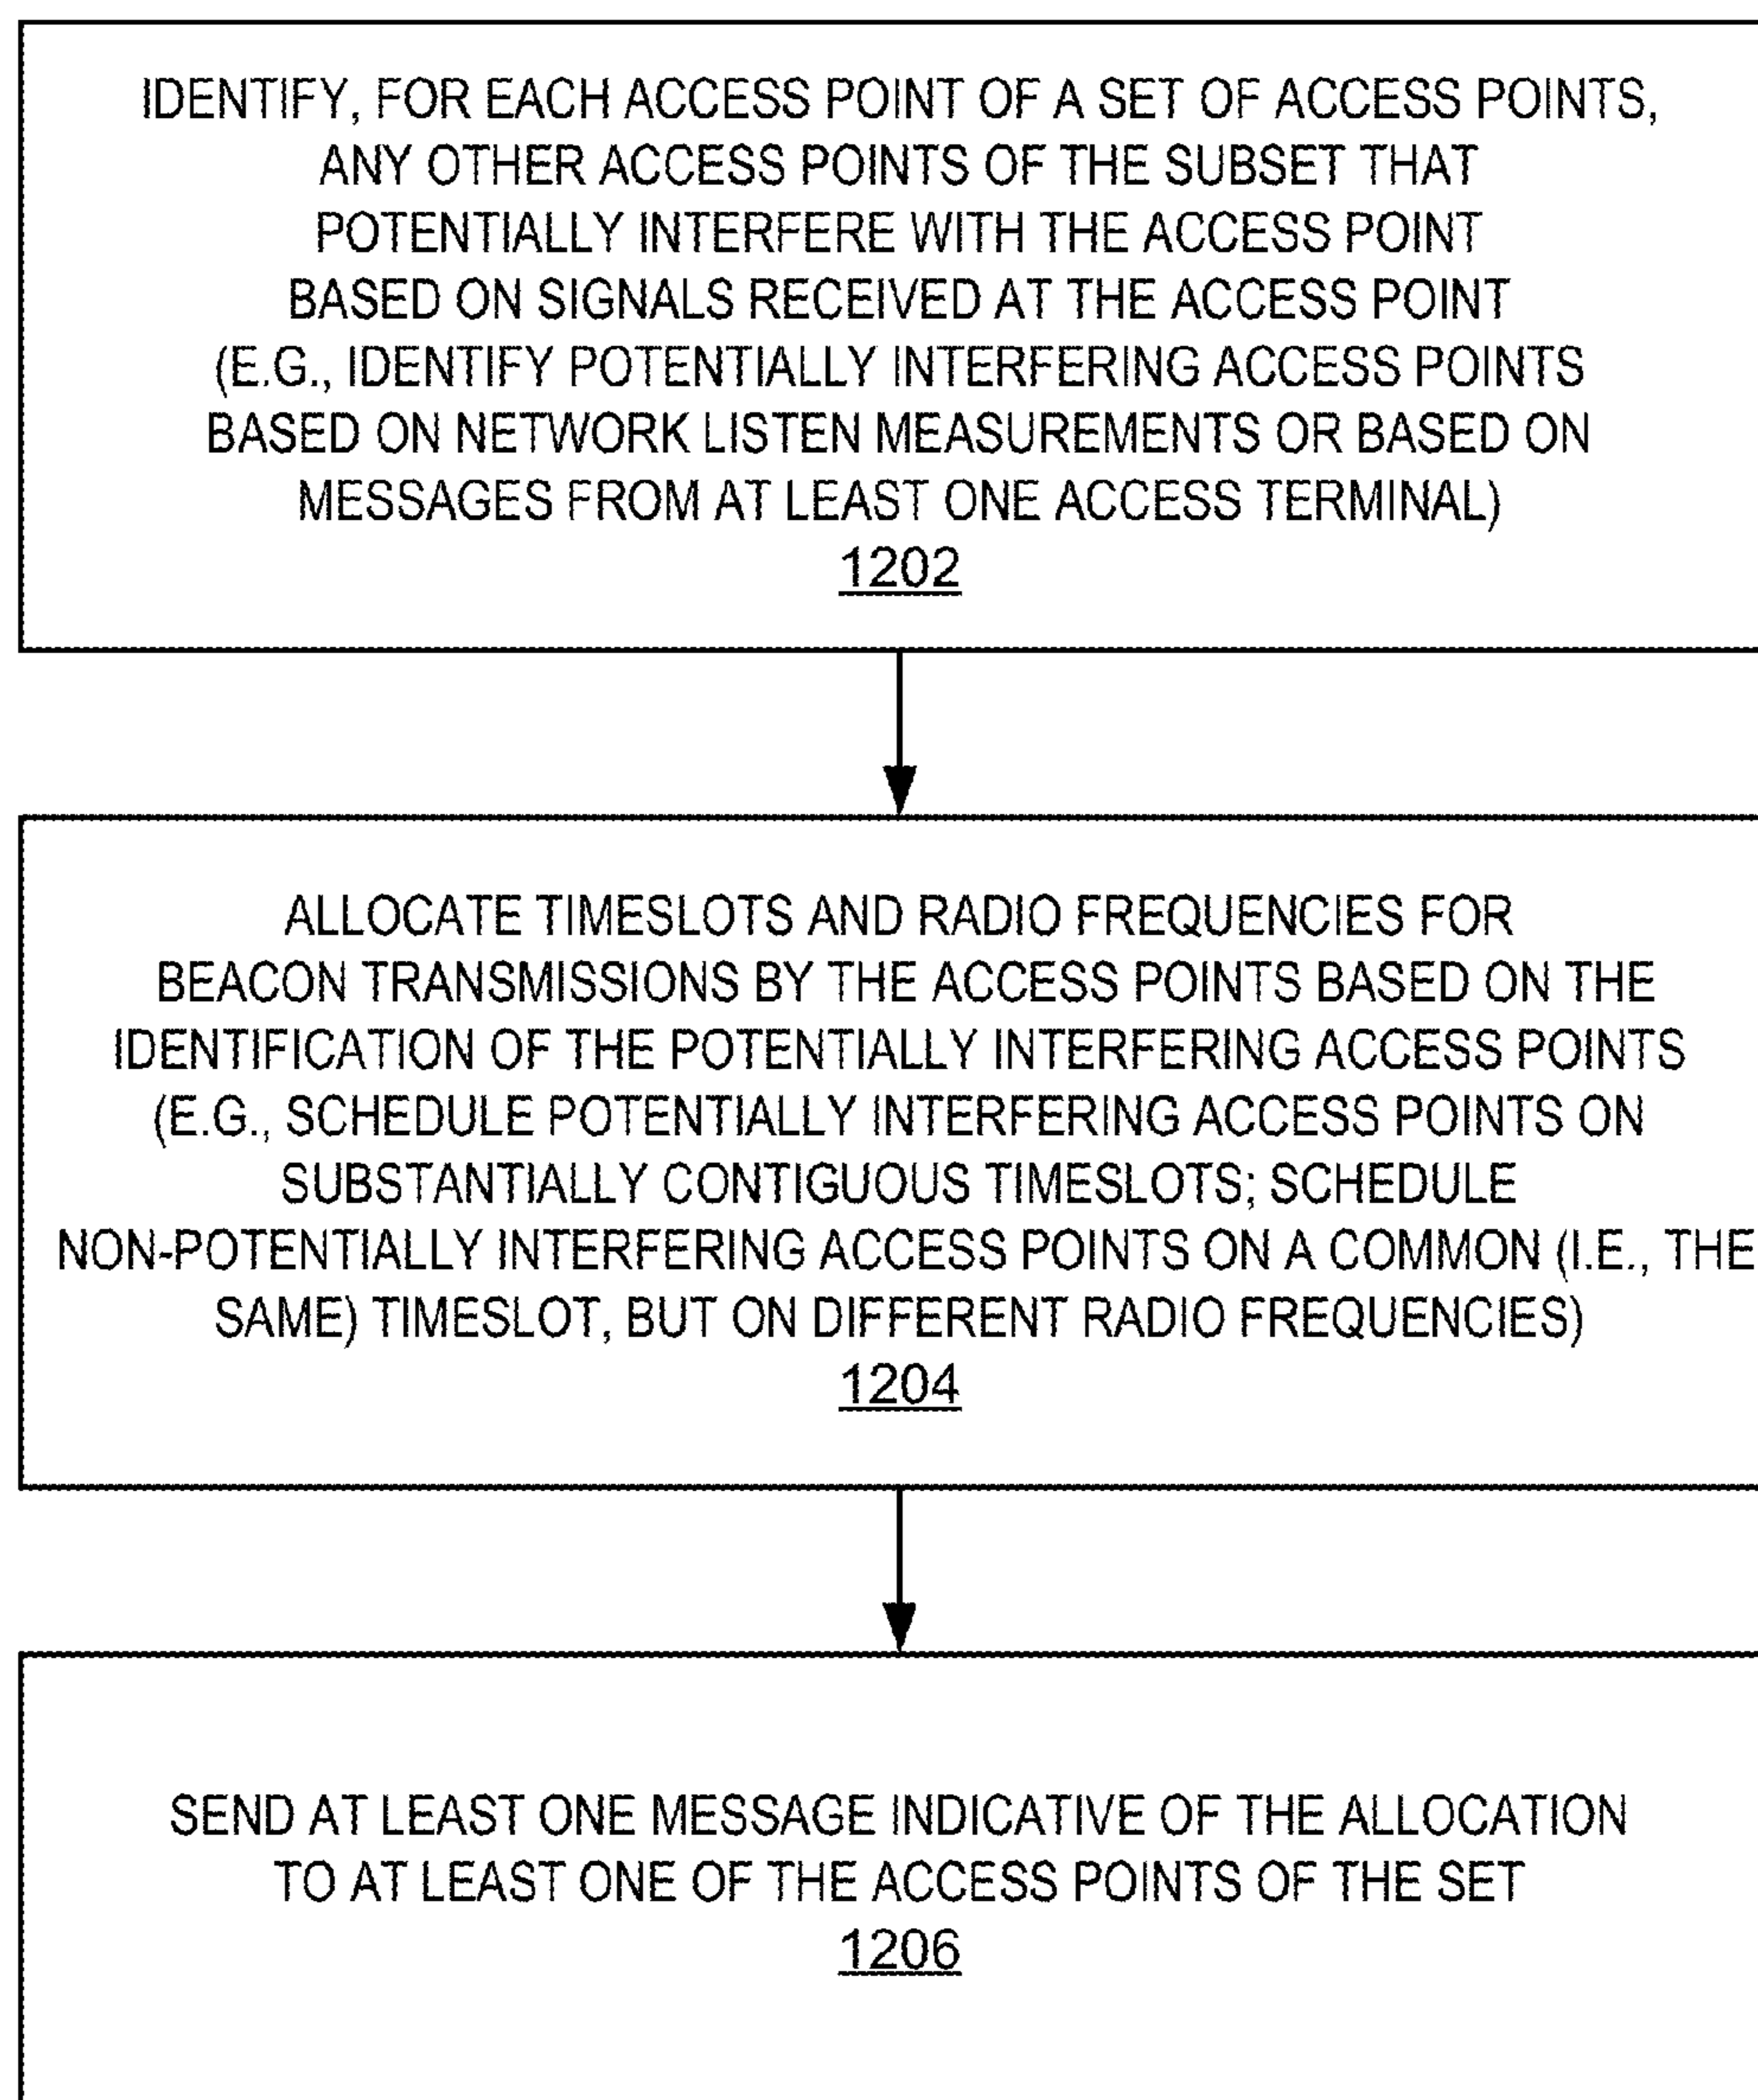 IDENTIFY, FOR EACH ACCESS POINT OF A SET OF ACCESS POINTS,
ANY OTHER ACCESS POINTS OF THE SUBSET THAT
POTENTIALLY INTERFERE WITH THE ACCESS POINT
BASED ON SIGNALS RECEIVED AT THE ACCESS POINT
(E.G., IDENTIFY POTENTIALLY INTERFERING ACCESS POINTS
BASED ON NETWORK LISTEN MEASUREMENTS OR BASED ON
MESSAGES FROM AT LEAST ONE ACCESS TERMINAL)
1202
ALLOCATE TIMESLOTS AND RADIO FREQUENCIES FOR
BEACON TRANSMISSIONS BY THE ACCESS POINTS BASED ON THE
IDENTIFICATION OF THE POTENTIALLY INTERFERING ACCESS POINTS
(E.G., SCHEDULE POTENTIALLY INTERFERING ACCESS POINTS ON
SUBSTANTIALLY CONTIGUOUS TIMESLOTS; SCHEDULE
NON-POTENTIALLY INTERFERING ACCESS POINTS ON A COMMON (I.E., THE
SAME) TIMESLOT, BUT ON DIFFERENT RADIO FREQUENCIES)
1204
SEND AT LEAST ONE MESSAGE INDICATIVE OF THE ALLOCATION
TO AT LEAST ONE OF THE ACCESS POINTS OF THE SET
1206